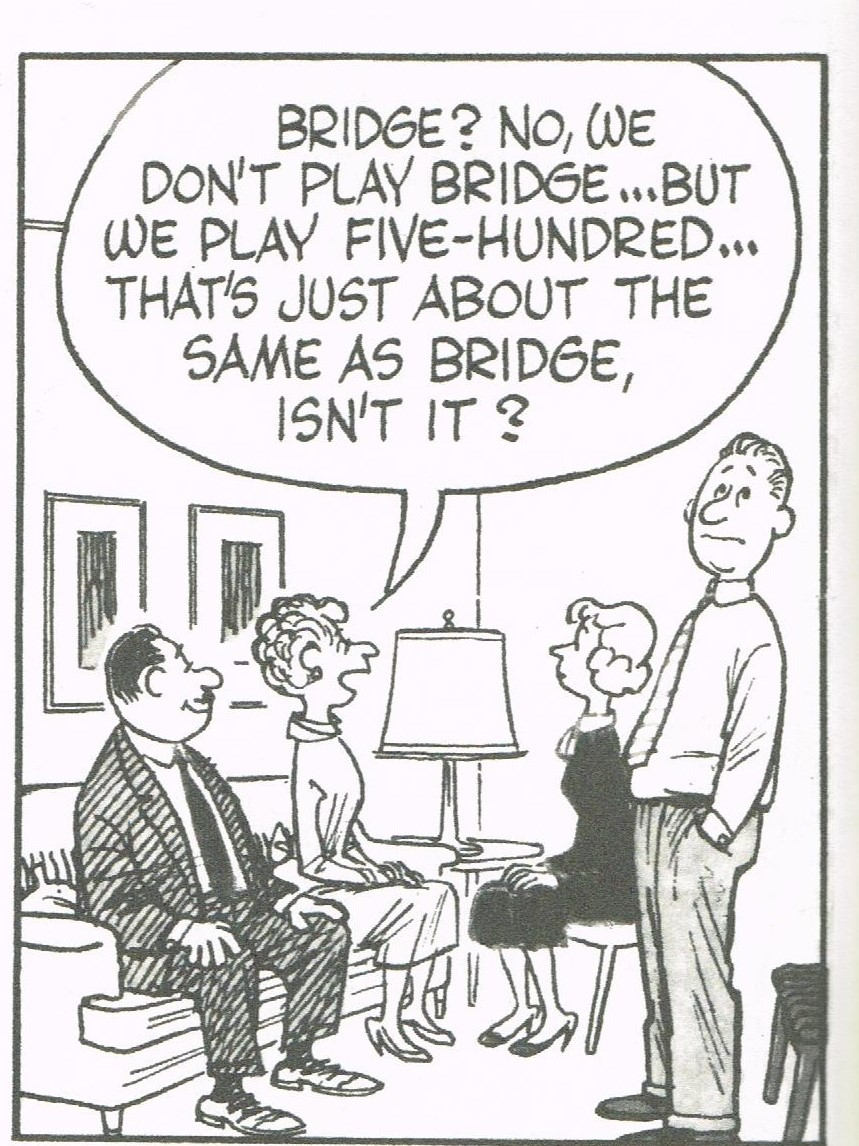 BRIDGE? NO, WE
DON'T PLAY BRIDGE...BUT
WE PLAY FIVE-HUNDRED...
THAT'S JUST ABOUT THE
SAME AS BRIDGE,
ISN'T IT?